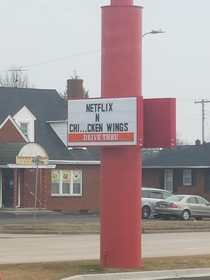 NETFLIX
N
CHI...CKEN WINGS
DRIVE THRU